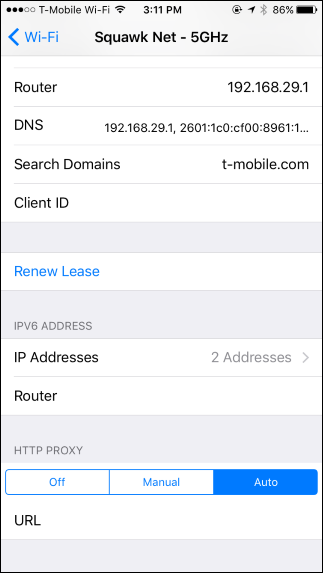 T-Mobile Wi-Fi 3:11 PM 86%
Wi-Fi Squawk Net - 5GHz
Router 192.168.29.1
DNS 192.168.29.1, 2601:1c0:cf00:8961:1...
Search Domains t-mobile.com
Client ID
Renew Lease
IPV6 ADDRESS
IP Addresses 2 Addresses
Router
HTTP PROXY
Off Manual Auto
URL